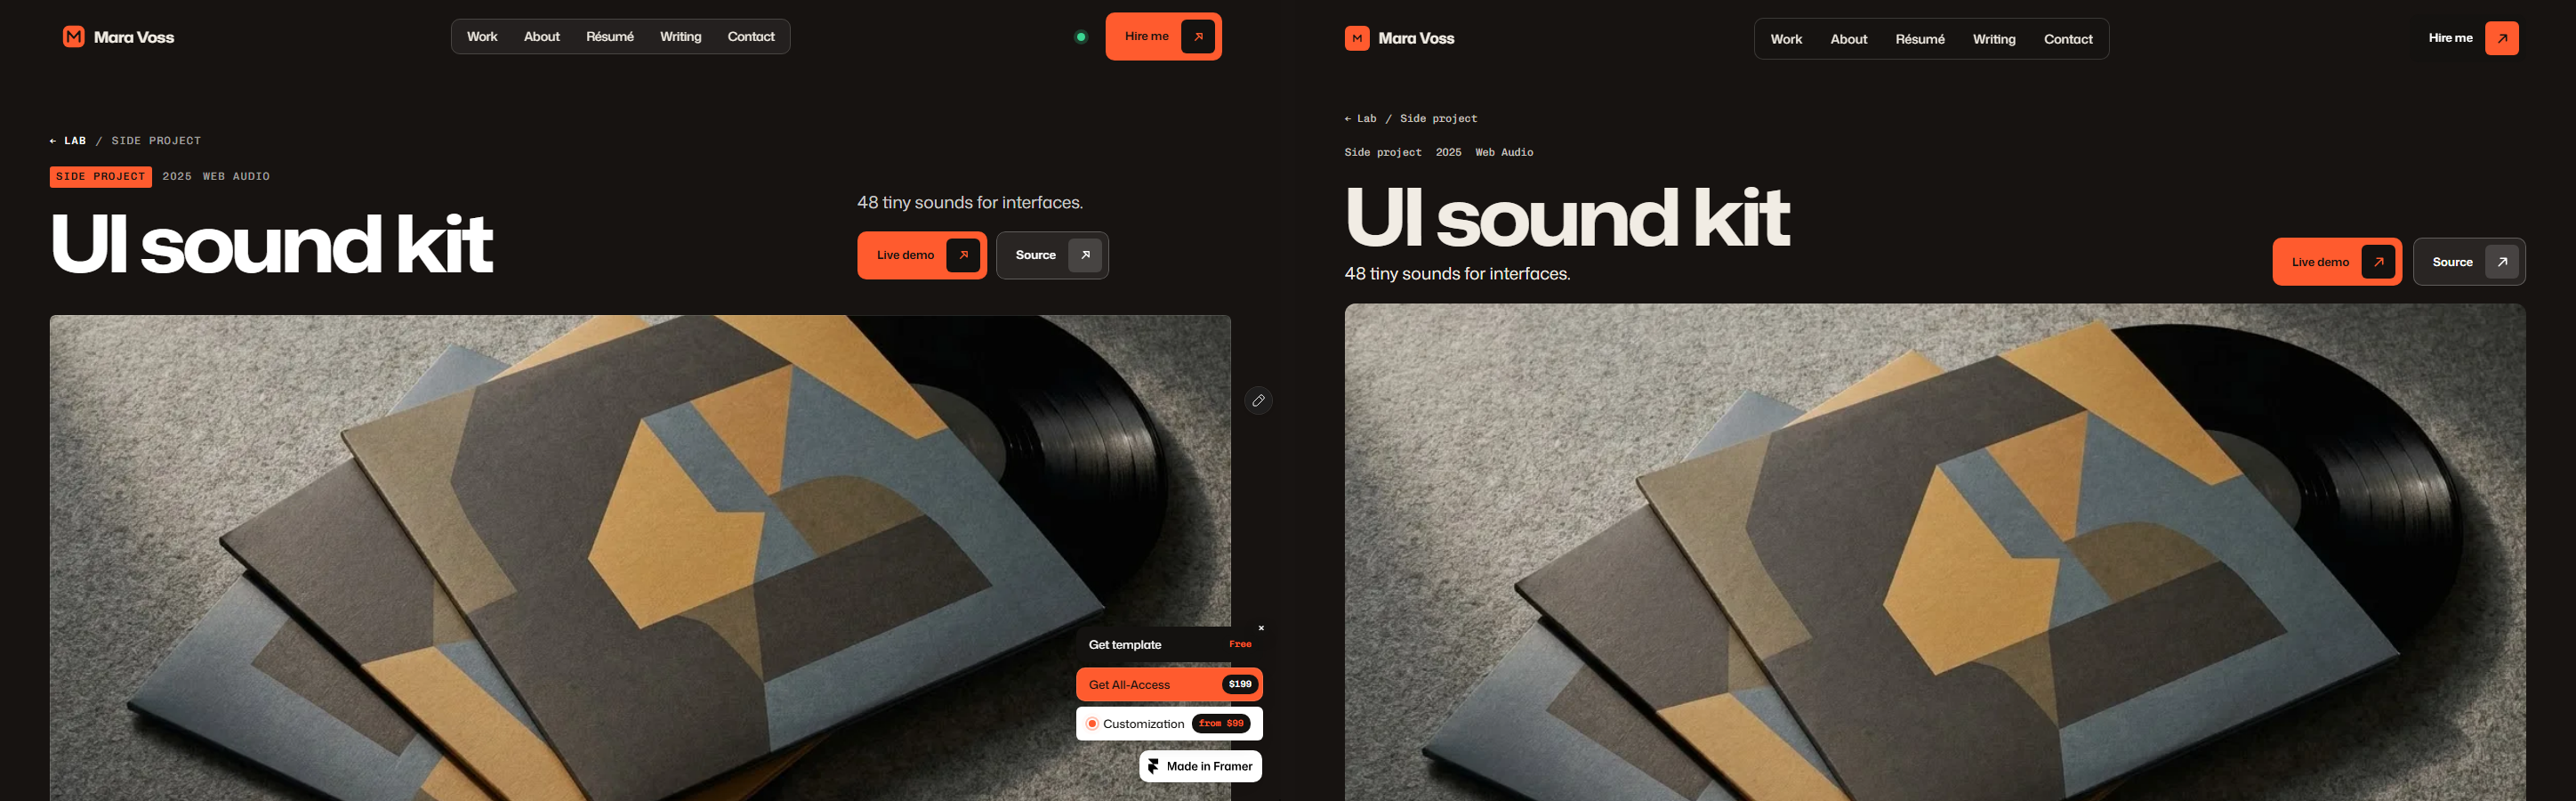 Mara Voss
Work About Résumé Writing Contact
Hire me
← LAB / SIDE PROJECT
SIDE PROJECT 2025 WEB AUDIO
UI sound kit
48 tiny sounds for interfaces.
Live demo
Source
×
Get template Free
Get All-Access $199
Customization from $99
Made in Framer
M Mara Voss
Work About Résumé Writing Contact
Hire me
← Lab / Side project
Side project 2025 Web Audio
UI sound kit
48 tiny sounds for interfaces.
Live demo
Source